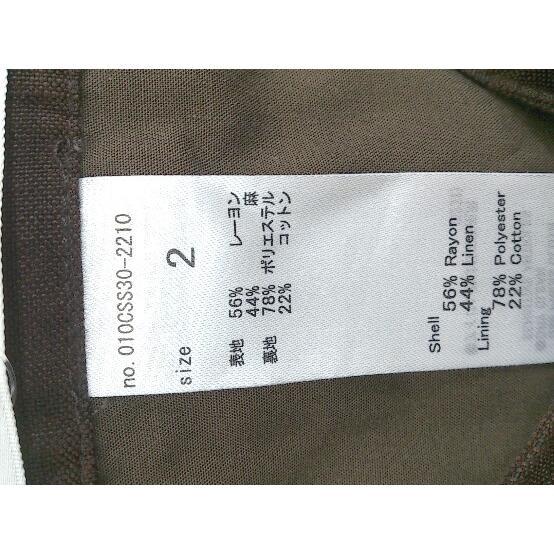 no. 010CSS30-2210
size 2
表地 56% レーヨン
44% 麻
裏地 78% ポリエステル
22% コットン
Shell
56% Rayon
44% Linen
Lining
78% Polyester
22% Cotton